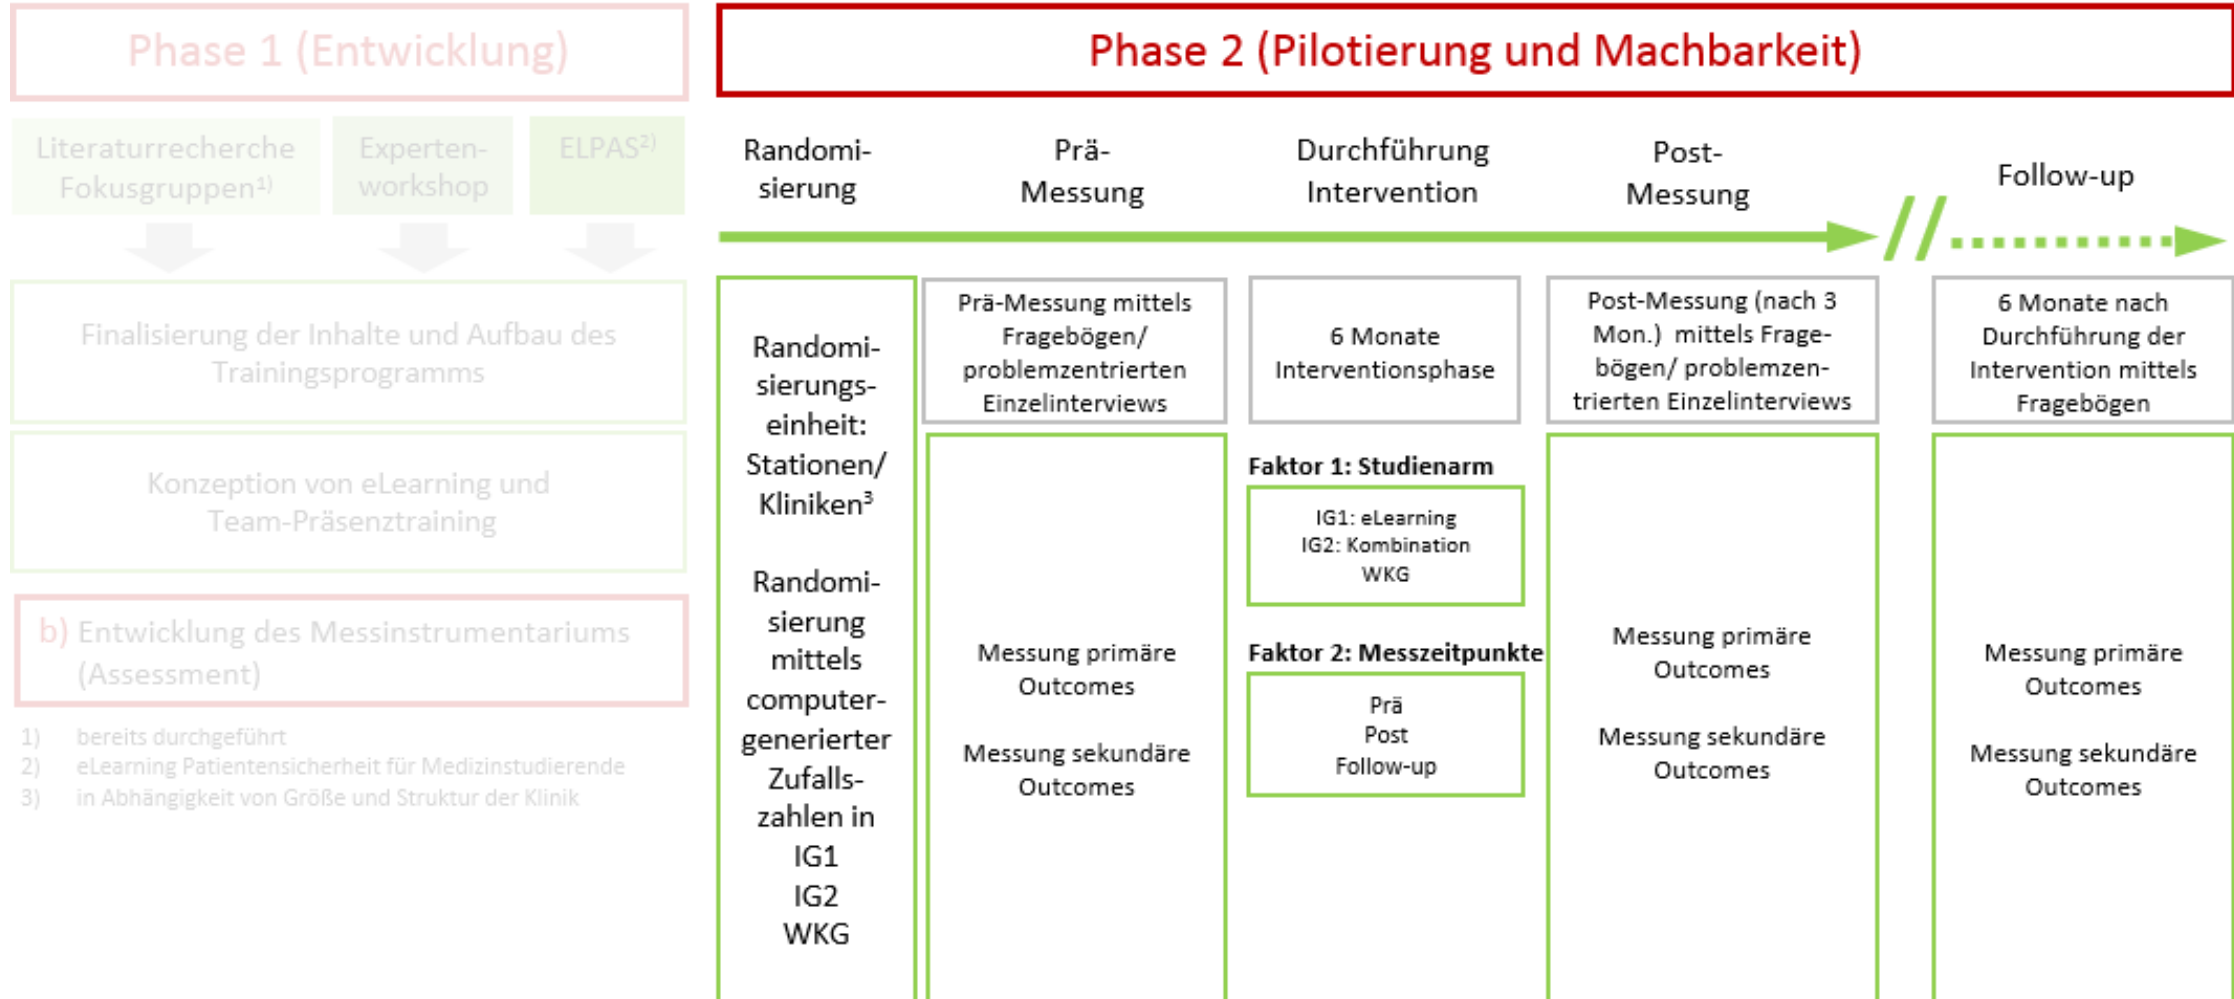 Phase 1 (Entwicklung)
Literaturrecherche
Fokusgruppen1)
Experten-
workshop
ELPAS2)
Finalisierung der Inhalte und Aufbau des
Trainingsprogramms
Konzeption von eLearning und
Team-Präsenztraining
b) Entwicklung des Messinstrumentariums
(Assessment)
1) bereits durchgeführt
2) eLearning Patientensicherheit für Medizinstudierende
3) in Abhängigkeit von Größe und Struktur der Klinik
Phase 2 (Pilotierung und Machbarkeit)
Randomi-
sierung
Prä-
Messung
Durchführung
Intervention
Post-
Messung
Follow-up
Randomi-
sierungs-
einheit:
Stationen/
Kliniken3
Randomi-
sierung
mittels
computer-
generierter
Zufalls-
zahlen in
IG1
IG2
WKG
Prä-Messung mittels
Fragebögen/
problemzentrierten
Einzelinterviews
Messung primäre
Outcomes
Messung sekundäre
Outcomes
6 Monate
Interventionsphase
Faktor 1: Studienarm
IG1: eLearning
IG2: Kombination
WKG
Faktor 2: Messzeitpunkte
Prä
Post
Follow-up
Post-Messung (nach 3
Mon.) mittels Frage-
bögen/ problemzen-
trierten Einzelinterviews
Messung primäre
Outcomes
Messung sekundäre
Outcomes
6 Monate nach
Durchführung der
Intervention mittels
Fragebögen
Messung primäre
Outcomes
Messung sekundäre
Outcomes